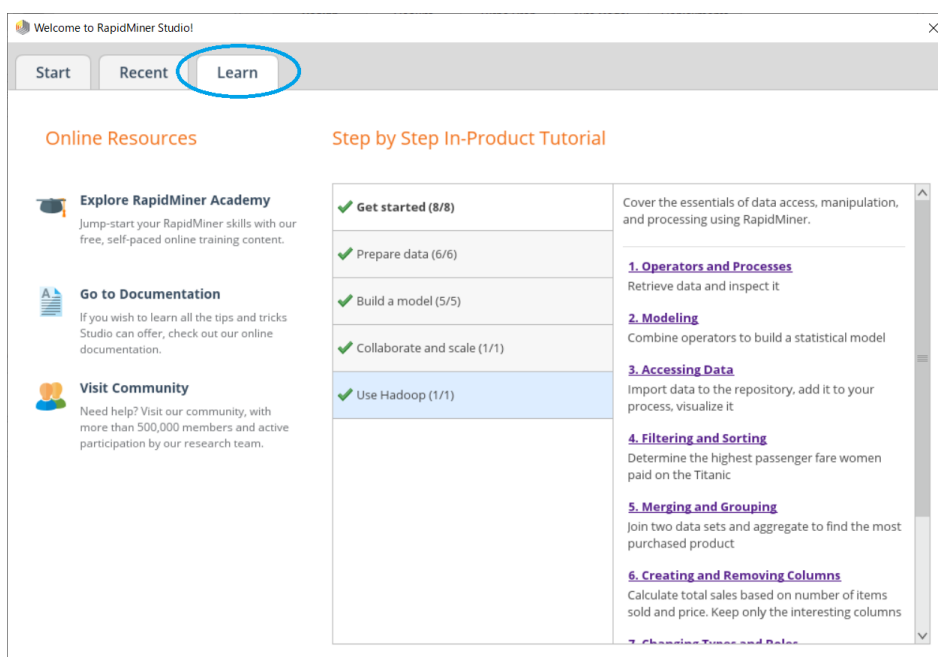 Welcome to RapidMiner Studio!
Start
Recent
Learn
Online Resources
Explore RapidMiner Academy
Jump-start your RapidMiner skills with our
free, self-paced online training content.
Go to Documentation
If you wish to learn all the tips and tricks
Studio can offer, check out our online
documentation.
Visit Community
Need help? Visit our community, with
more than 500,000 members and active
participation by our research team.
Step by Step In-Product Tutorial
Get started (8/8)
Prepare data (6/6)
Build a model (5/5)
Collaborate and scale (1/1)
Use Hadoop (1/1)
Cover the essentials of data access, manipulation,
and processing using RapidMiner.
1. Operators and Processes
Retrieve data and inspect it
2. Modeling
Combine operators to build a statistical model
3. Accessing Data
Import data to the repository, add it to your
process, visualize it
4. Filtering and Sorting
Determine the highest passenger fare women
paid on the Titanic
5. Merging and Grouping
Join two data sets and aggregate to find the most
purchased product
6. Creating and Removing Columns
Calculate total sales based on number of items
sold and price. Keep only the interesting columns
7. Changing Types and Roles